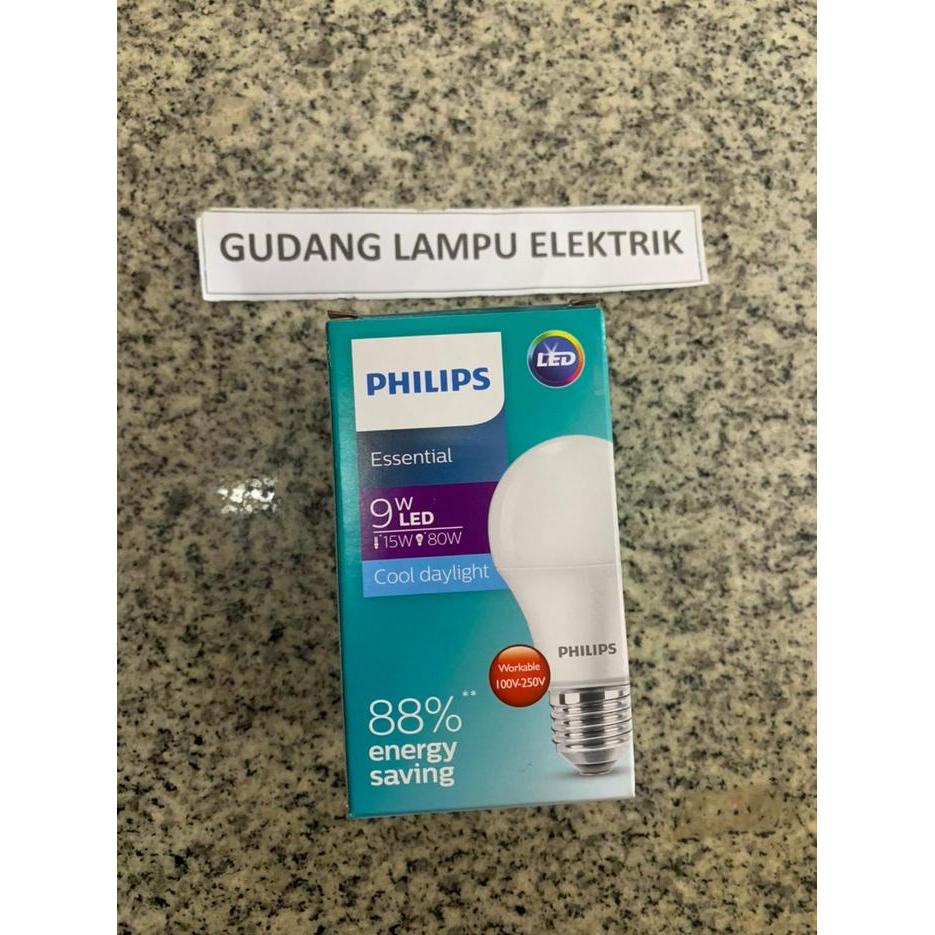 GUDANG LAMPU ELEKTRIK
PHILIPS
LED
Essential
9W
LED
15W 80W
Cool daylight
PHILIPS
Workable
100V-250V
88%**
energy
saving